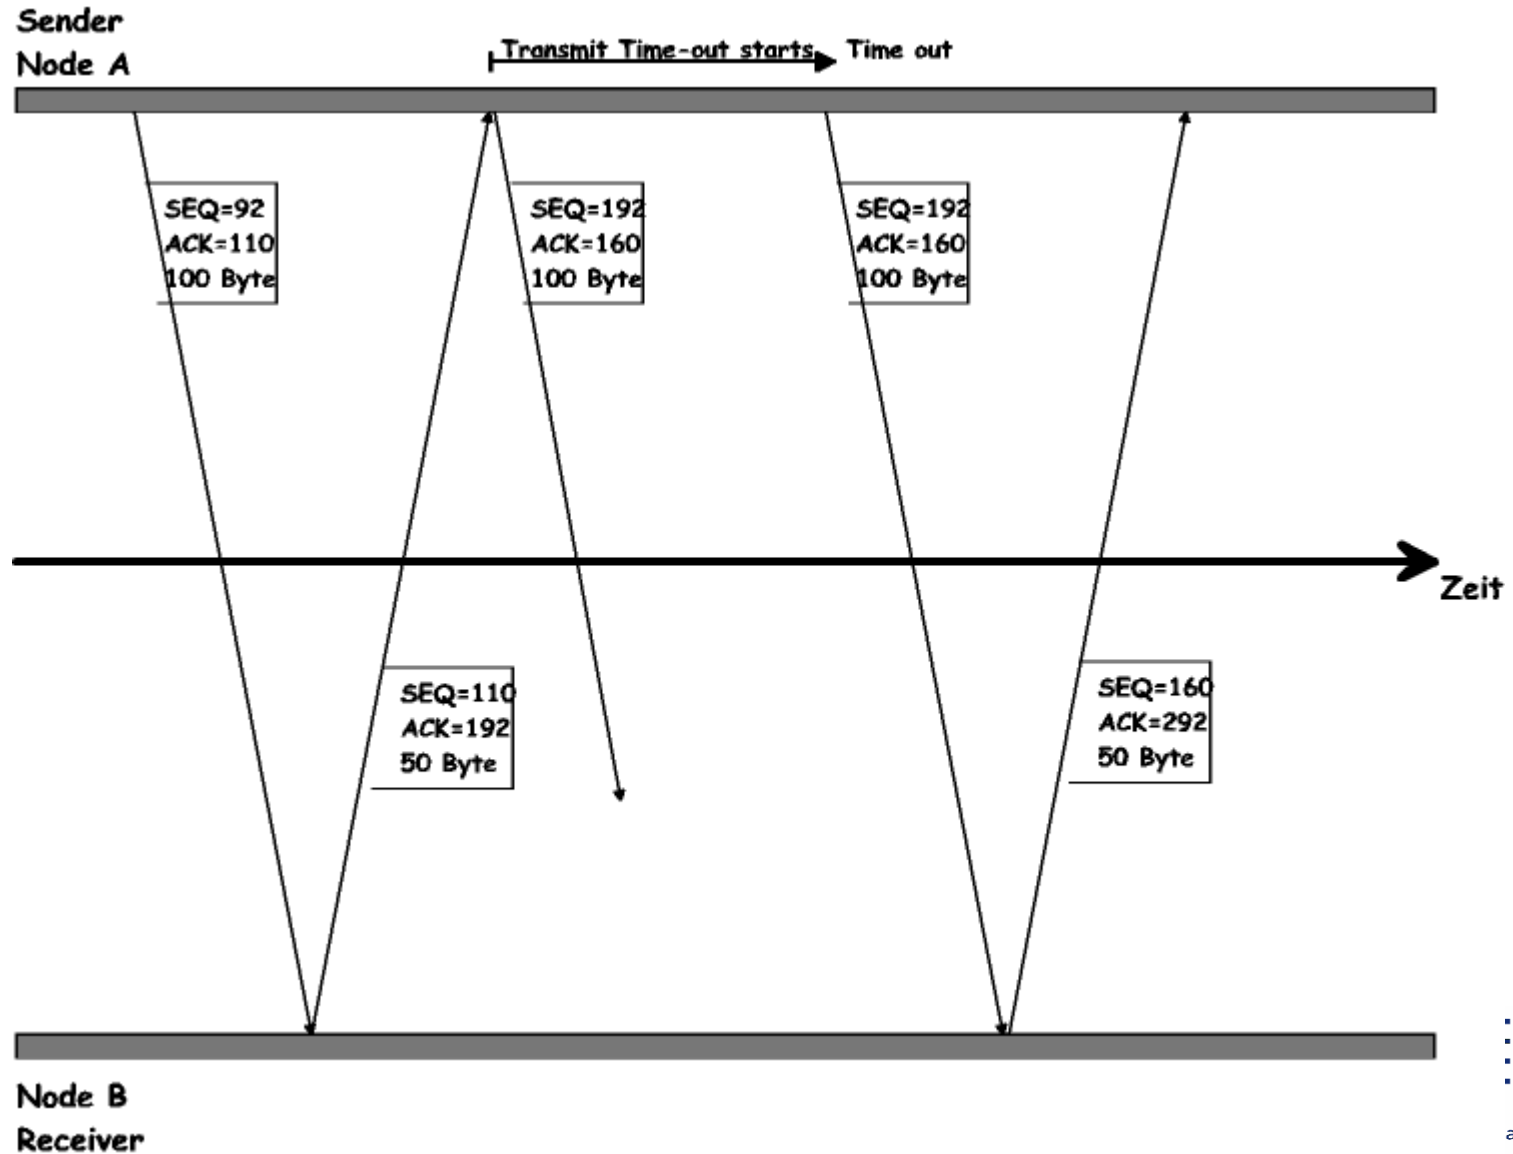 Sender
Node A
Transmit Time-out starts
Time out
SEQ=92
ACK=110
100 Byte
SEQ=192
ACK=160
100 Byte
SEQ=192
ACK=160
100 Byte
Zeit
SEQ=110
ACK=192
50 Byte
SEQ=160
ACK=292
50 Byte
Node B
Receiver
a